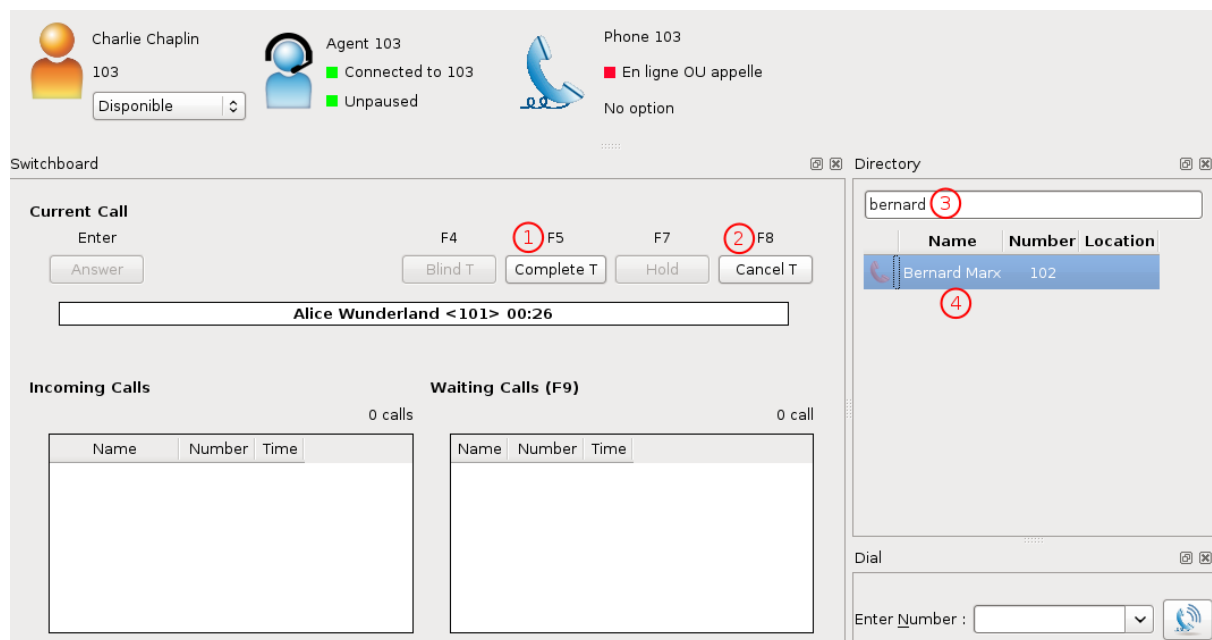 Charlie Chaplin
103
Disponible
Agent 103
Connected to 103
Unpaused
Phone 103
En ligne OU appelle
No option
Switchboard
Current Call
Enter
F4
1 F5
F7
2 F8
Answer
Blind T
Complete T
Hold
Cancel T
Alice Wunderland <101> 00:26
Incoming Calls
0 calls
Name Number Time
Waiting Calls (F9)
0 call
Name Number Time
Directory
bernard 3
Name Number Location
Bernard Marx 102
4
Dial
Enter Number :